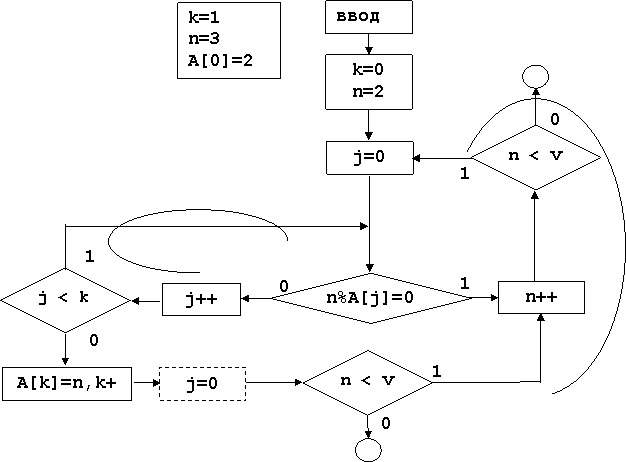 k=1
n=3
A[0]=2
ввод
k=0
n=2
j=0
n < v
0
1
1
j < k
0
j++
0
n%A[j]=0
1
n++
A[k]=n,k+
j=0
n < v
1
0